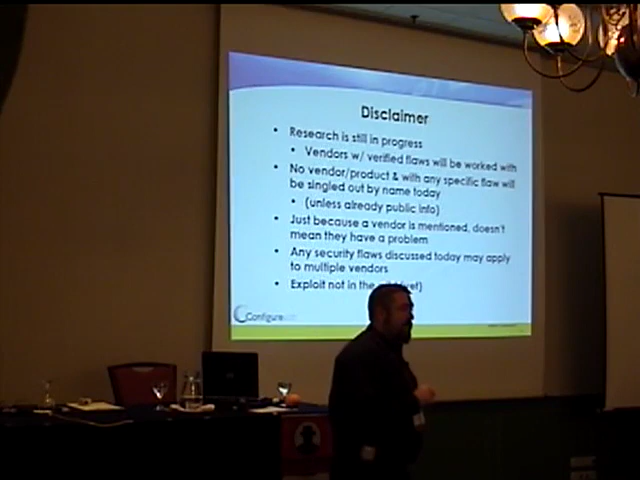 Disclaimer
• Research is still in progress
• Vendors w/ verified flaws will be worked with
• No vendor/product & with any specific flaw will
be singled out by name today
• (unless already public info)
• Just because a vendor is mentioned, doesn't
mean they have a problem
• Any security flaws discussed today may apply
to multiple vendors
• Exploit not in the (yet)
Configure